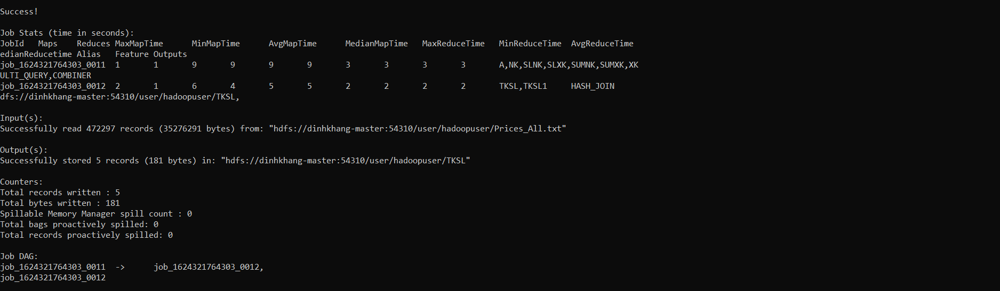 Success!
Job Stats (time in seconds):
JobId Maps Reduces MaxMapTime MinMapTime AvgMapTime MedianMapTime MaxReduceTime MinReduceTime AvgReduceTime
edianReducetime Alias Feature Outputs
job_1624321764303_0011 1 1 9 9 9 9 3 3 3 3 A,NK,SLNK,SLXK,SUMNK,SUMXK,XK
ULTI_QUERY,COMBINER
job_1624321764303_0012 2 1 6 4 5 5 2 2 2 2 TKSL,TKSL1 HASH_JOIN
dfs://dinhkhang-master:54310/user/hadoopuser/TKSL,
Input(s):
Successfully read 472297 records (35276291 bytes) from: "hdfs://dinhkhang-master:54310/user/hadoopuser/Prices_All.txt"
Output(s):
Successfully stored 5 records (181 bytes) in: "hdfs://dinhkhang-master:54310/user/hadoopuser/TKSL"
Counters:
Total records written : 5
Total bytes written : 181
Spillable Memory Manager spill count : 0
Total bags proactively spilled: 0
Total records proactively spilled: 0
Job DAG:
job_1624321764303_0011 -> job_1624321764303_0012,
job_1624321764303_0012